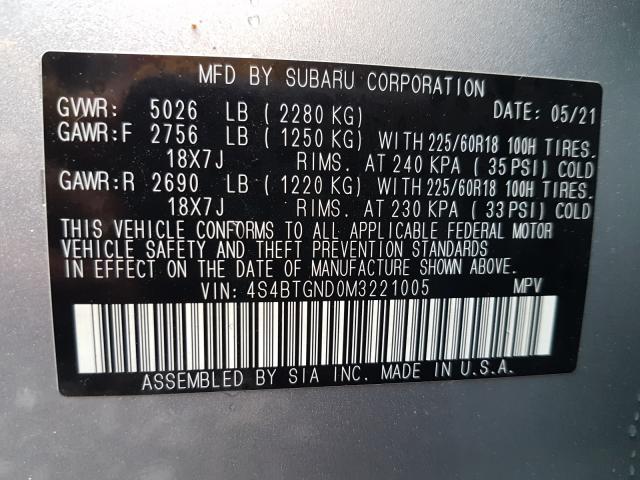 MFD BY SUBARU CORPORATION
GVWR: 5026 LB (2280 KG) DATE: 05/21
GAWR:F 2756 LB (1250 KG) WITH 225/60R18 100H TIRES.
18X7J RIMS. AT 240 KPA (35 PSI) COLD
GAWR:R 2690 LB (1220 KG) WITH 225/60R18 100H TIRES.
18X7J RIMS. AT 230 KPA (33 PSI) COLD
THIS VEHICLE CONFORMS TO ALL APPLICABLE FEDERAL MOTOR
VEHICLE SAFETY AND THEFT PREVENTION STANDARDS
IN EFFECT ON THE DATE OF MANUFACTURE SHOWN ABOVE.
VIN: 4S4BTGND0M3221005 MPV
ASSEMBLED BY SIA INC. MADE IN U.S.A.